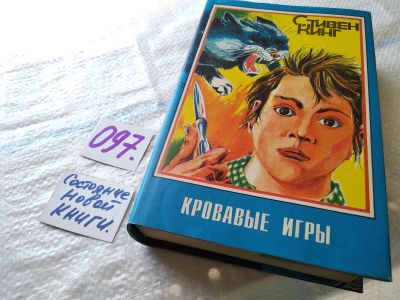 СТИВЕН
КИНГ
КРОВАВЫЕ ИГРЫ
097.
Состояние
новой
книги.